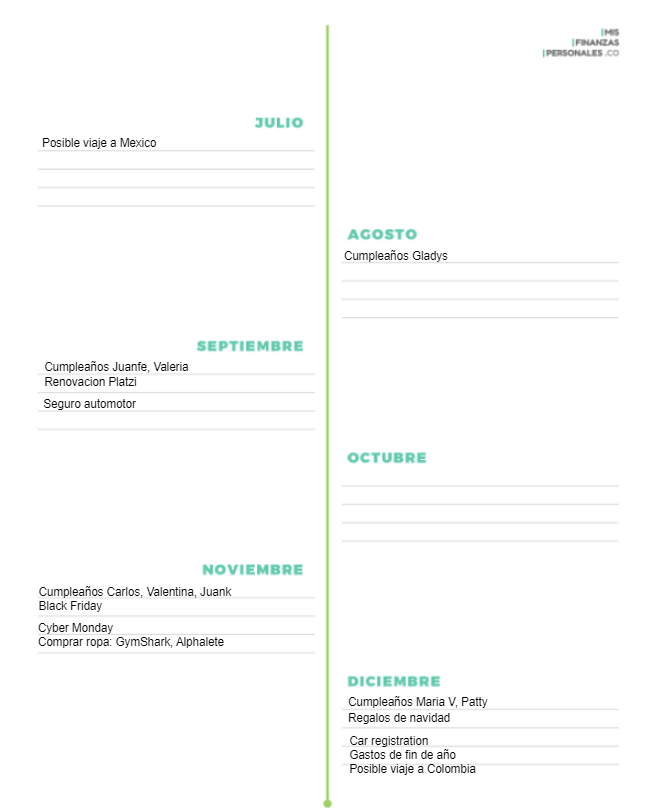 |MIS
|FINANZAS
|PERSONALES .CO
JULIO
Posible viaje a Mexico
AGOSTO
Cumpleaños Gladys
SEPTIEMBRE
Cumpleaños Juanfe, Valeria
Renovacion Platzi
Seguro automotor
OCTUBRE
NOVIEMBRE
Cumpleaños Carlos, Valentina, Juank
Black Friday
Cyber Monday
Comprar ropa: GymShark, Alphalete
DICIEMBRE
Cumpleaños Maria V, Patty
Regalos de navidad
Car registration
Gastos de fin de año
Posible viaje a Colombia